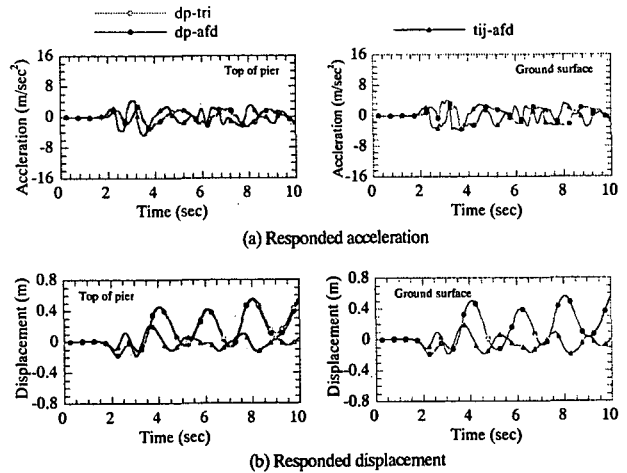 dp-tri
dp-afd
tij-afd
16
8
0
-8
-16
Accleration (m/sec²)
Top of pier
0 2 4 6 8 10
Time (sec)
16
8
0
-8
-16
Accleration (m/sec²)
Ground surface
0 2 4 6 8 10
Time (sec)
(a) Responded acceleration
0.8
0.4
0
-0.4
-0.8
Displacement (m)
Top of pier
0 2 4 6 8 10
Time (sec)
0.8
0.4
0
-0.4
-0.8
Displacement (m)
Ground surface
0 2 4 6 8 10
Time (sec)
(b) Responded displacement